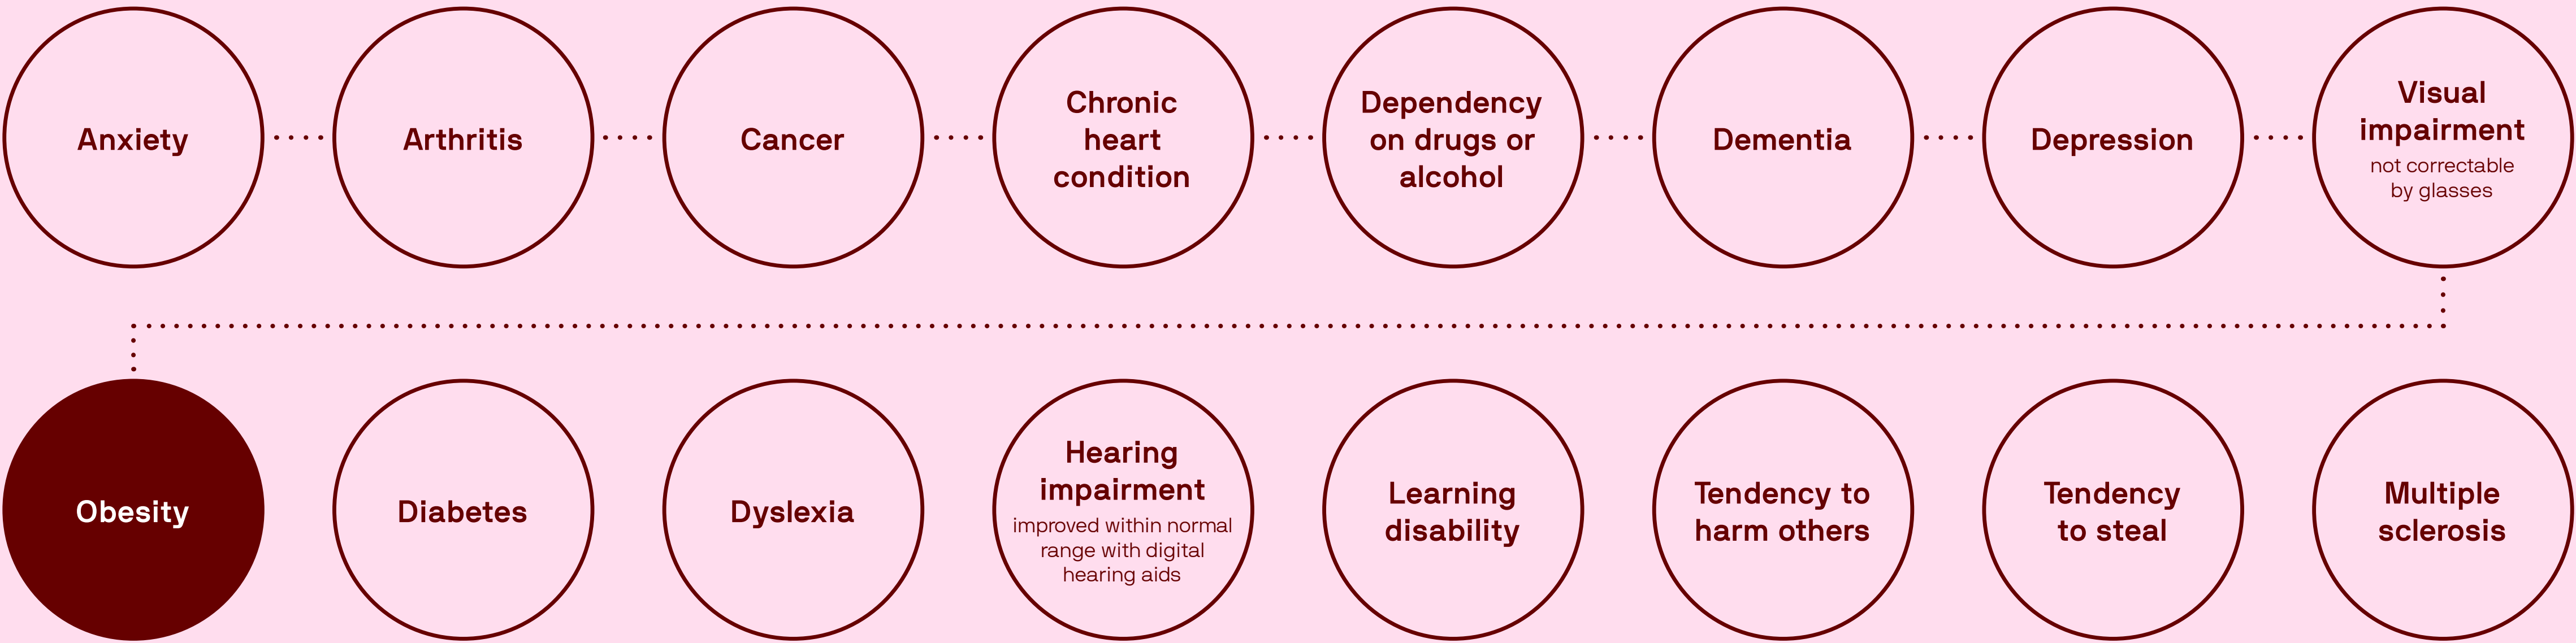 Anxiety
Arthritis
Cancer
Chronic
heart
condition
Dependency
on drugs or
alcohol
Dementia
Depression
Visual
impairment
not correctable
by glasses
Obesity
Diabetes
Dyslexia
Hearing
impairment
improved within normal
range with digital
hearing aids
Learning
disability
Tendency to
harm others
Tendency
to steal
Multiple
sclerosis